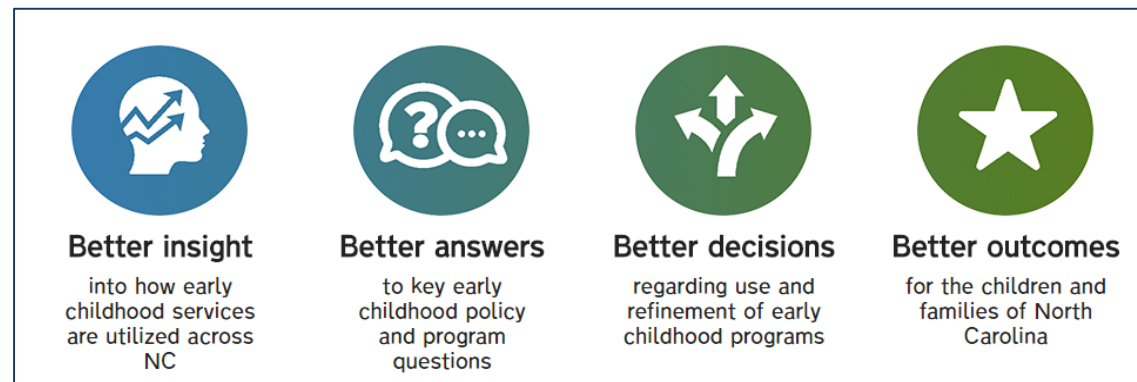 ?
...
Better insight
into how early
childhood services
are utilized across
NC
Better answers
to key early
childhood policy
and program
questions
Better decisions
regarding use and
refinement of early
childhood programs
Better outcomes
for the children and
families of North
Carolina